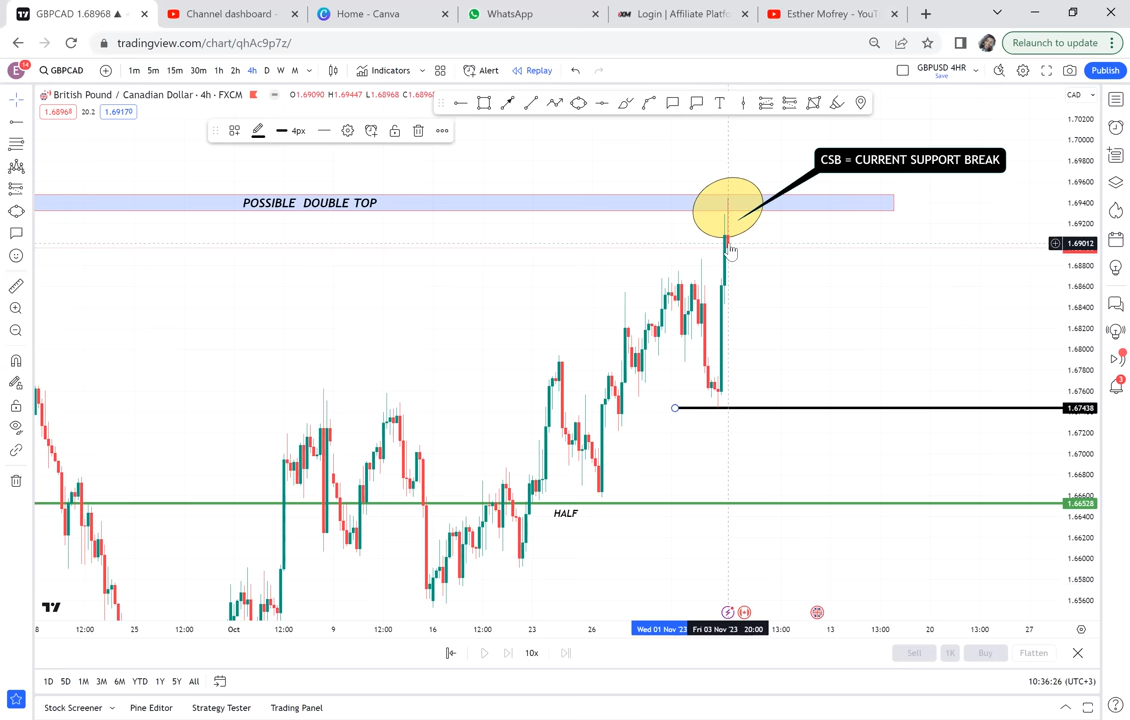 GBPCAD 1.68968 ▲
Channel dashboard
Home - Canva
WhatsApp
Login | Affiliate Platf
Esther Mofrey - YouT
tradingview.com/chart/qhAc9p7z/
Relaunch to update
E 14
GBPCAD
1m 5m 15m 30m 1h 2h 4h D W M
Indicators
Alert
Replay
GBPUSD 4HR
Save
Publish
British Pound / Canadian Dollar · 4h · FXCM
O1.69090 H1.69447 L1.68968 C1.6896
CAD
1.68968 20.2 1.69170
4px
1.70200
1.70000
1.69800
CSB = CURRENT SUPPORT BREAK
1.69600
POSSIBLE DOUBLE TOP
1.69400
1.69200
1.69012
1.68800
1.68600
1.68400
1.68200
1.68000
1.67800
1.67600
1.67438
1.67200
1.67000
1.66800
1.66600
1.66528
HALF
1.66400
1.66200
1.66000
1.65800
1.65600
8 12:00 25 12:00 Oct 12:00 9 12:00 16 12:00 23 26 Wed 01 Nov '23 Fri 03 Nov '23 20:00 13:00 13 13:00 20 13:00 27
10x
Sell 1K Buy Flatten
1D 5D 1M 3M 6M YTD 1Y 5Y All
10:36:26 (UTC+3)
Stock Screener
Pine Editor
Strategy Tester
Trading Panel
3